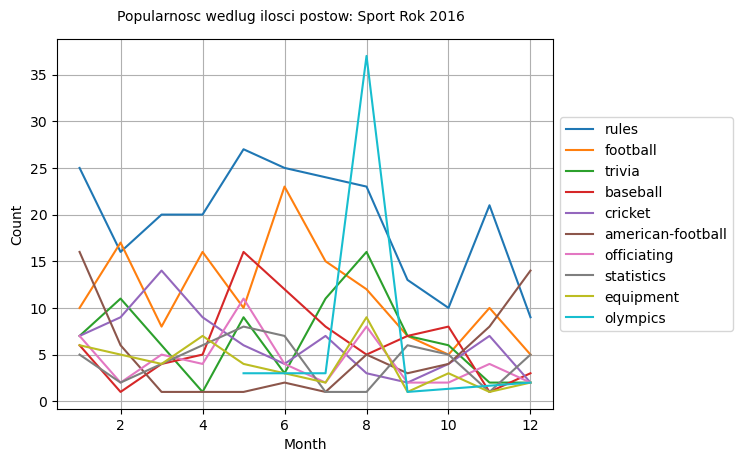 Popularnosc wedlug ilosci postow: Sport Rok 2016
Count
35
30
25
20
15
10
5
0
2
4
6
8
10
12
Month
rules
football
trivia
baseball
cricket
american-football
officiating
statistics
equipment
olympics